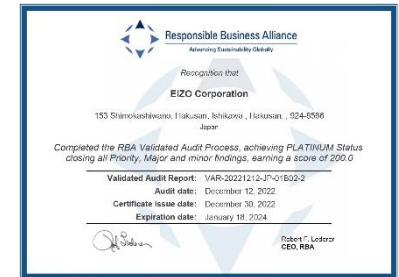 Responsible Business Alliance
Advancing Sustainability Globally
Recognition that
EIZO Corporation
153 Shimokashiwano, Hakusan, Ishikawa , Hakusan, , 924-8566
Japan
Completed the RBA Validated Audit Process, achieving PLATINUM Status
closing all Priority, Major and minor findings, earning a score of 200.0
Validated Audit Report: VAR-20221212-JP-01B02-2
Audit date: December 12, 2022
Certificate issue date: December 30, 2022
Expiration date: January 18, 2024
Robert F. Lederer
CEO, RBA